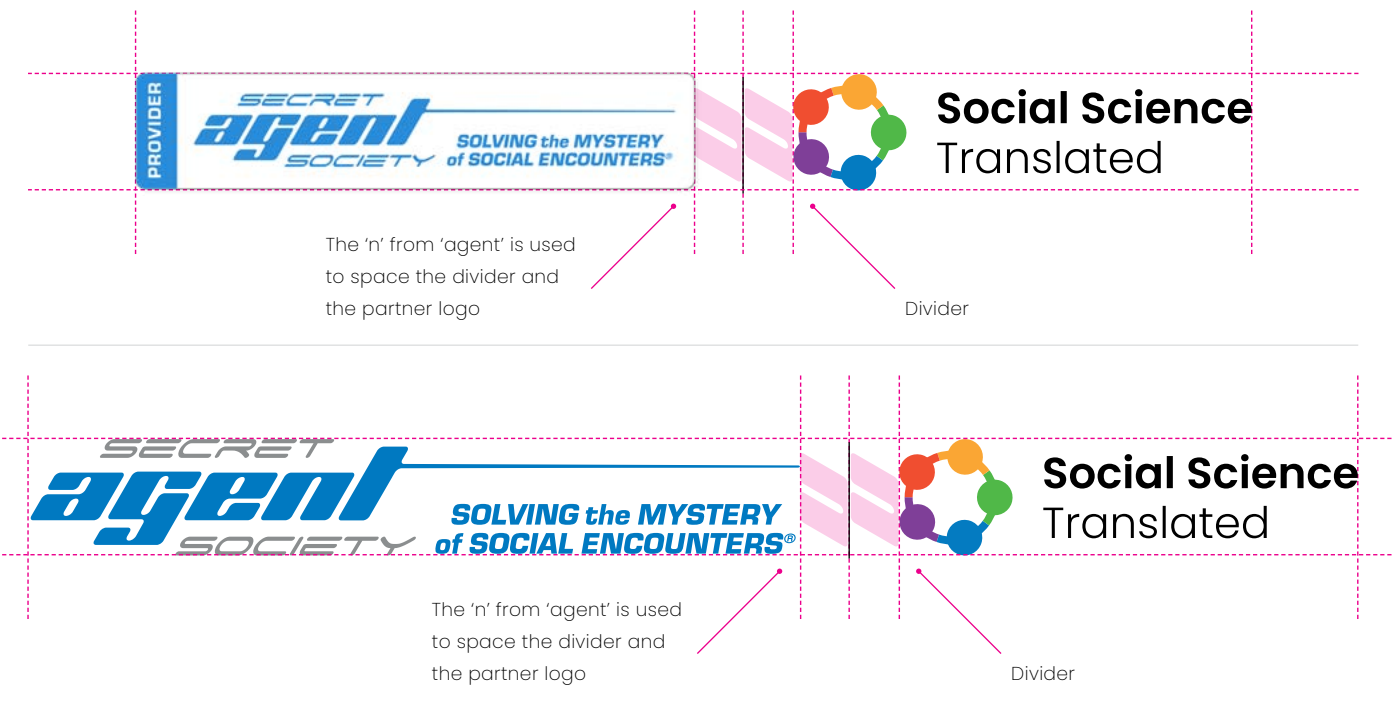 PROVIDER
SECRET
agent
SOCIETY
SOLVING the MYSTERY
of SOCIAL ENCOUNTERS®
Social Science
Translated
The ‘n’ from ‘agent’ is used
to space the divider and
the partner logo
Divider
SECRET
agent
SOCIETY
SOLVING the MYSTERY
of SOCIAL ENCOUNTERS®
Social Science
Translated
The ‘n’ from ‘agent’ is used
to space the divider and
the partner logo
Divider